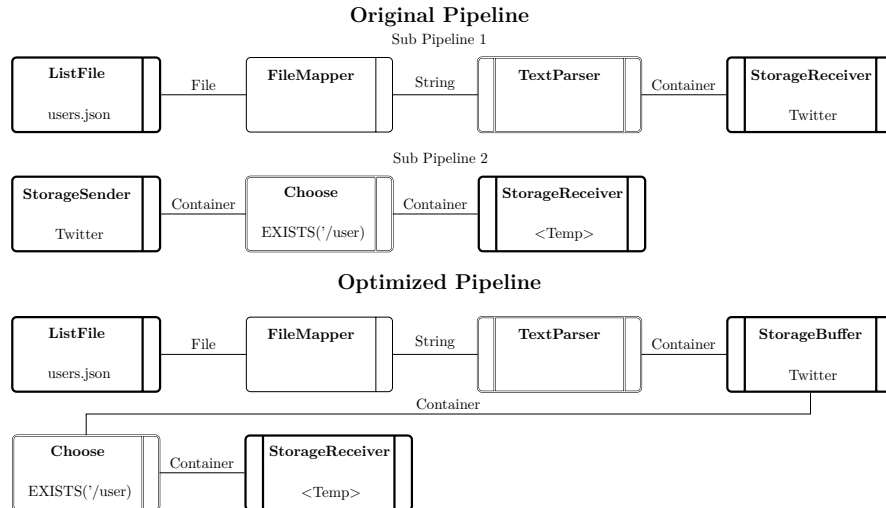 Original Pipeline
Sub Pipeline 1
ListFile
users.json
File
FileMapper
String
TextParser
Container
StorageReceiver
Twitter
Sub Pipeline 2
StorageSender
Twitter
Container
Choose
EXISTS('/user)
Container
StorageReceiver
<Temp>
Optimized Pipeline
ListFile
users.json
File
FileMapper
String
TextParser
Container
StorageBuffer
Twitter
Container
Choose
EXISTS('/user)
Container
StorageReceiver
<Temp>